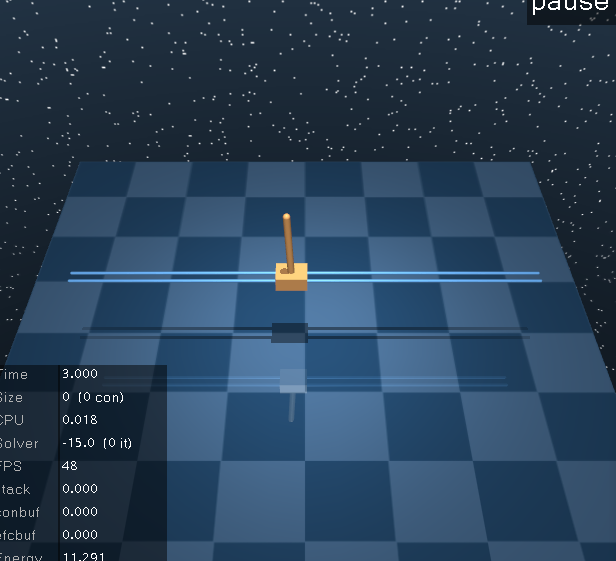 pause
Time 3.000
Size 0 (0 con)
CPU 0.018
Solver -15.0 (0 it)
FPS 48
stack 0.000
conbuf 0.000
efcbuf 0.000
Energy 11.291